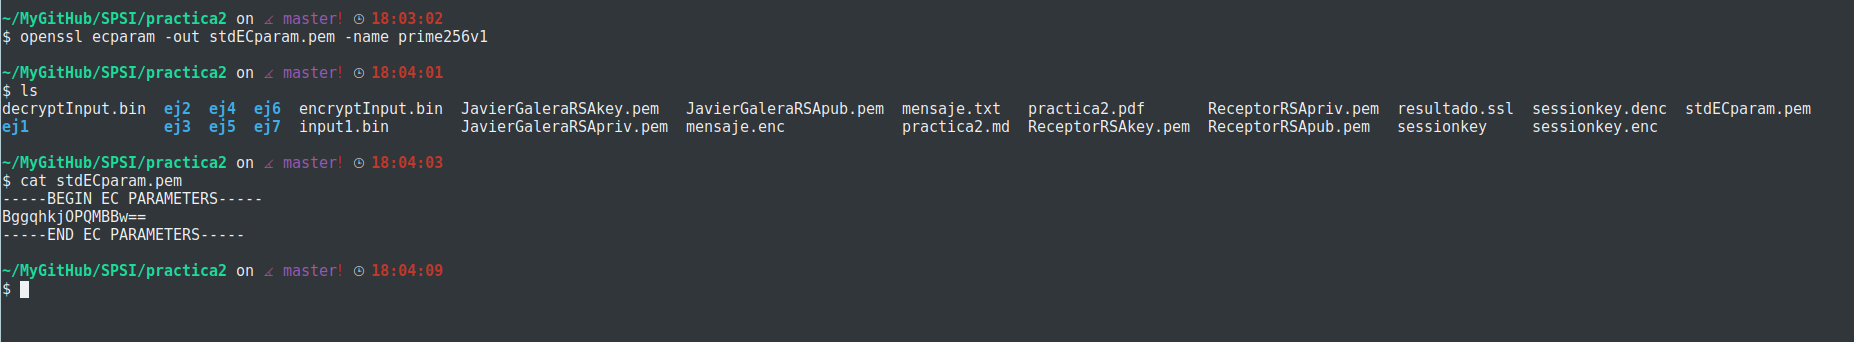 ~/MyGitHub/SPSI/practica2 on master! 18:03:02
$ openssl ecparam -out stdECparam.pem -name prime256v1
~/MyGitHub/SPSI/practica2 on master! 18:04:01
$ ls
decryptInput.bin ej2 ej4 ej6 encryptInput.bin JavierGaleraRSAkey.pem JavierGaleraRSApub.pem mensaje.txt practica2.pdf ReceptorRSApriv.pem resultado.ssl sessionkey.denc stdECparam.pem
ej1 ej3 ej5 ej7 input1.bin JavierGaleraRSApriv.pem mensaje.enc practica2.md ReceptorRSAkey.pem ReceptorRSApub.pem sessionkey sessionkey.enc
~/MyGitHub/SPSI/practica2 on master! 18:04:03
$ cat stdECparam.pem
-----BEGIN EC PARAMETERS-----
BggqhkjOPQMBBw==
-----END EC PARAMETERS-----
~/MyGitHub/SPSI/practica2 on master! 18:04:09
$